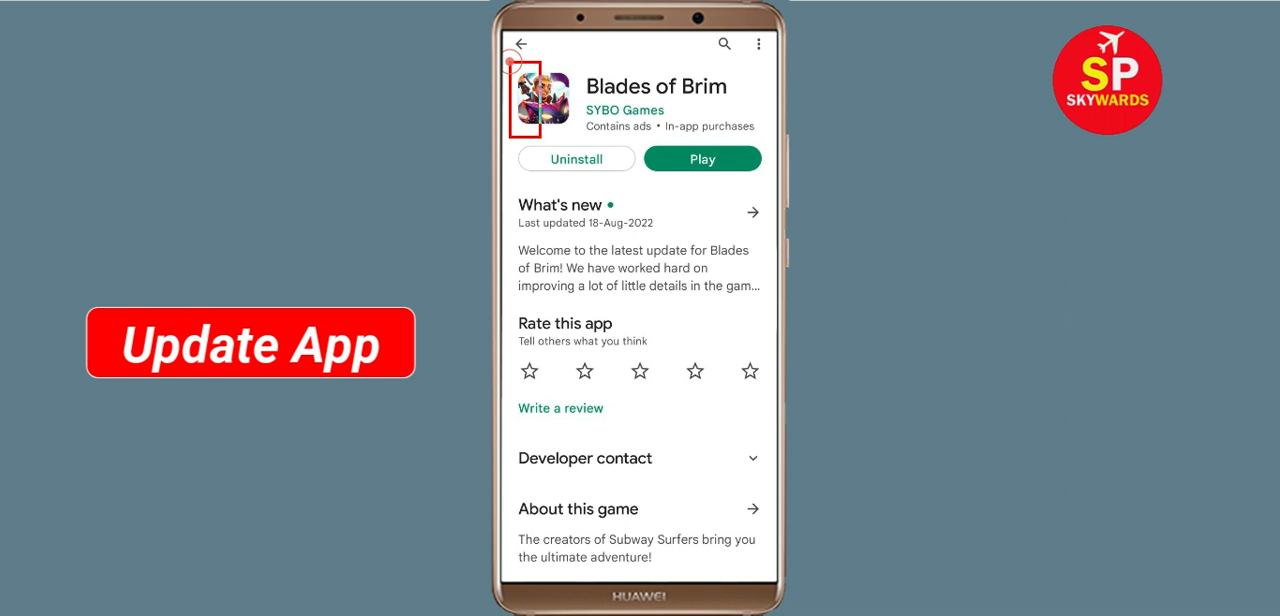 Blades of Brim
SYBO Games
Contains ads • In-app purchases
Uninstall
Play
What's new •
Last updated 18-Aug-2022
Welcome to the latest update for Blades
of Brim! We have worked hard on
improving a lot of little details in the gam...
Rate this app
Tell others what you think
Write a review
Developer contact
About this game
The creators of Subway Surfers bring you
the ultimate adventure!
HUAWEI
Update App
SP
SKYWARDS